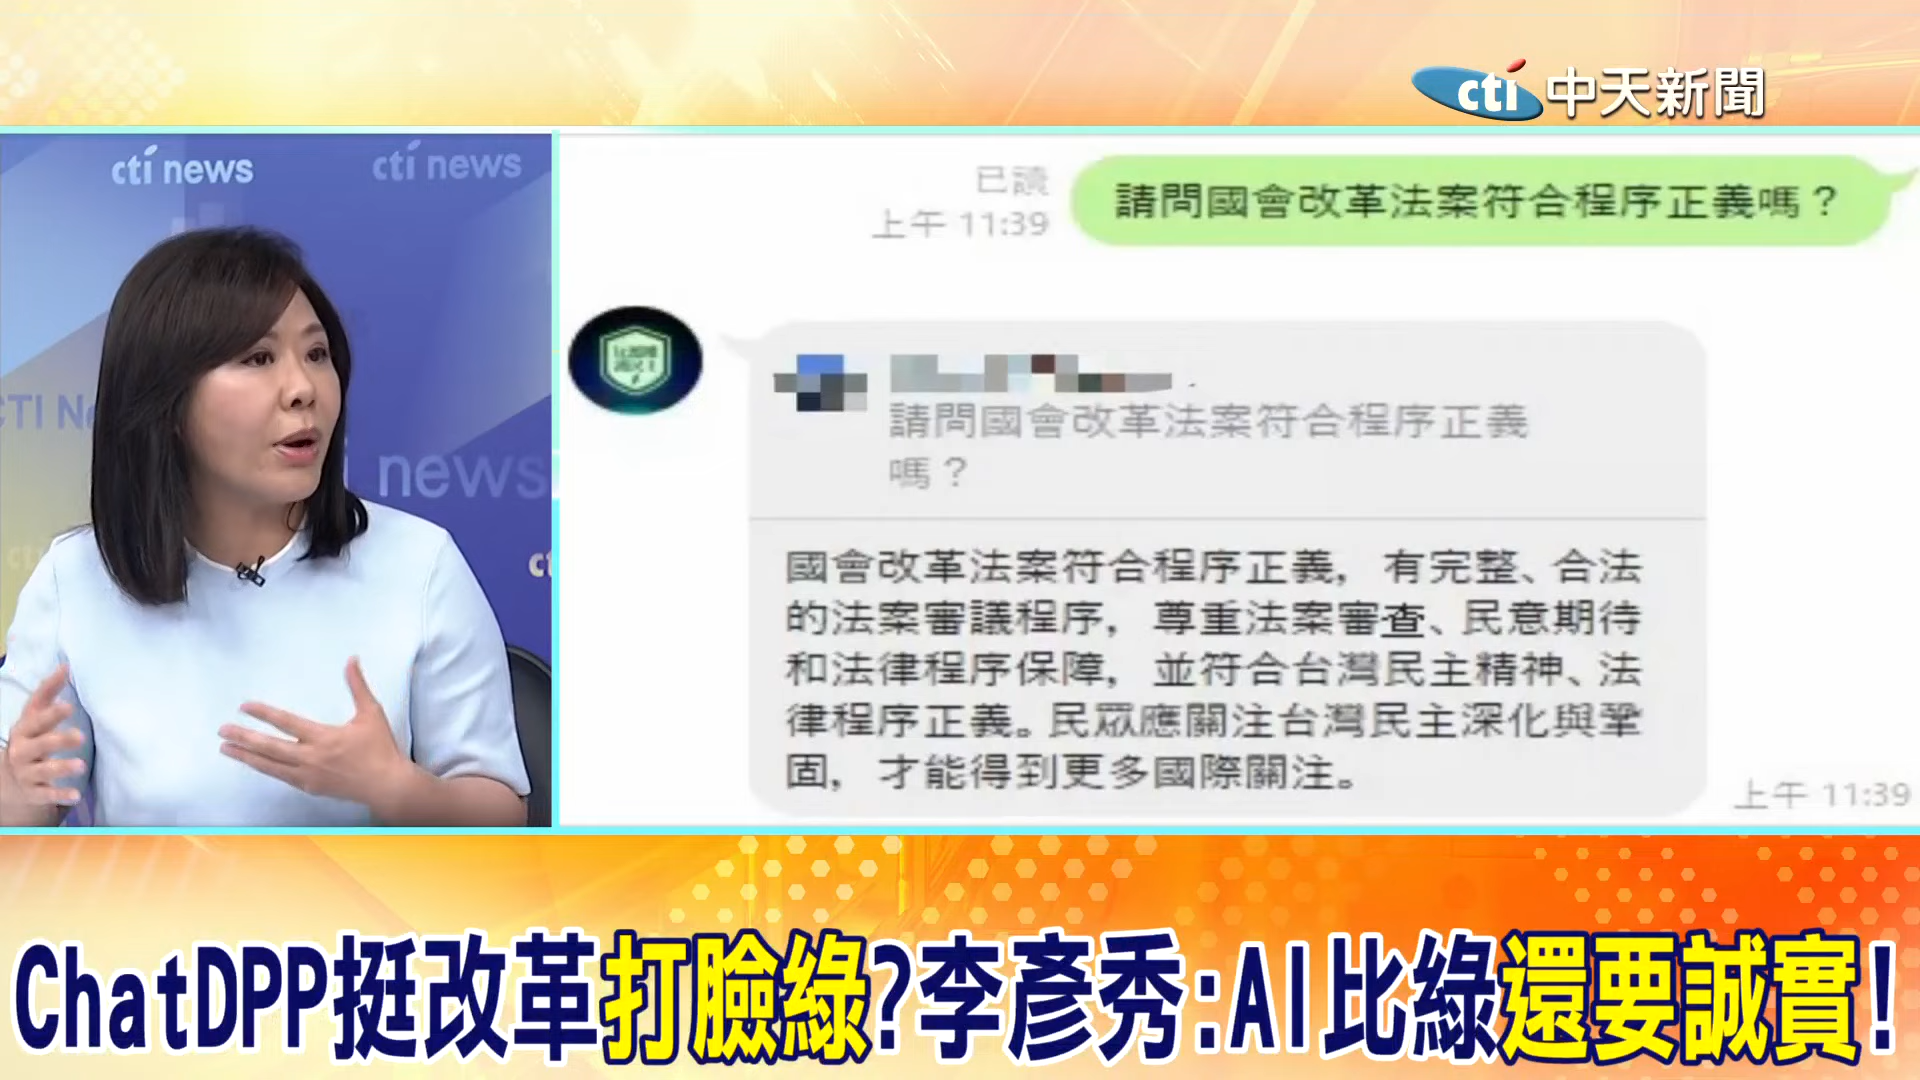 cti 中天新聞
cti news
cti news
已讀
上午 11:39
請問國會改革法案符合程序正義嗎？
請問國會改革法案符合程序正義
嗎？
國會改革法案符合程序正義，有完整、合法
的法案審議程序，尊重法案審查、民意期待
和法律程序保障，並符合台灣民主精神、法
律程序正義。民眾應關注台灣民主深化與鞏
固，才能得到更多國際關注。
上午 11:39
CTI Ne
i news
ct
ChatDPP挺改革打臉綠?李彥秀:AI比綠還要誠實!